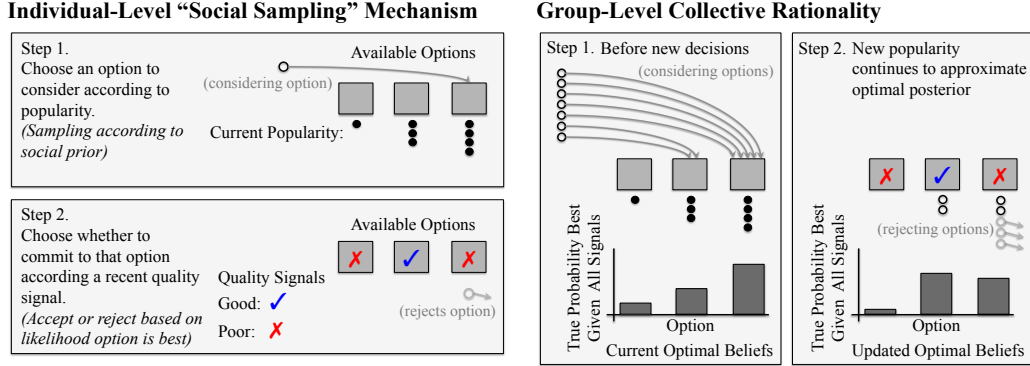 Individual-Level “Social Sampling” Mechanism
Step 1.
Choose an option to
consider according to
popularity.
(Sampling according to
social prior)
Available Options
(considering option)
Current Popularity:
Step 2.
Choose whether to
commit to that option
according a recent quality
signal.
(Accept or reject based on
likelihood option is best)
Available Options
Quality Signals
Good: ✓
Poor: ✗
(rejects option)
Group-Level Collective Rationality
Step 1. Before new decisions
(considering options)
True Probability Best
Given All Signals
Option
Current Optimal Beliefs
Step 2. New popularity
continues to approximate
optimal posterior
(rejecting options)
True Probability Best
Given All Signals
Option
Updated Optimal Beliefs